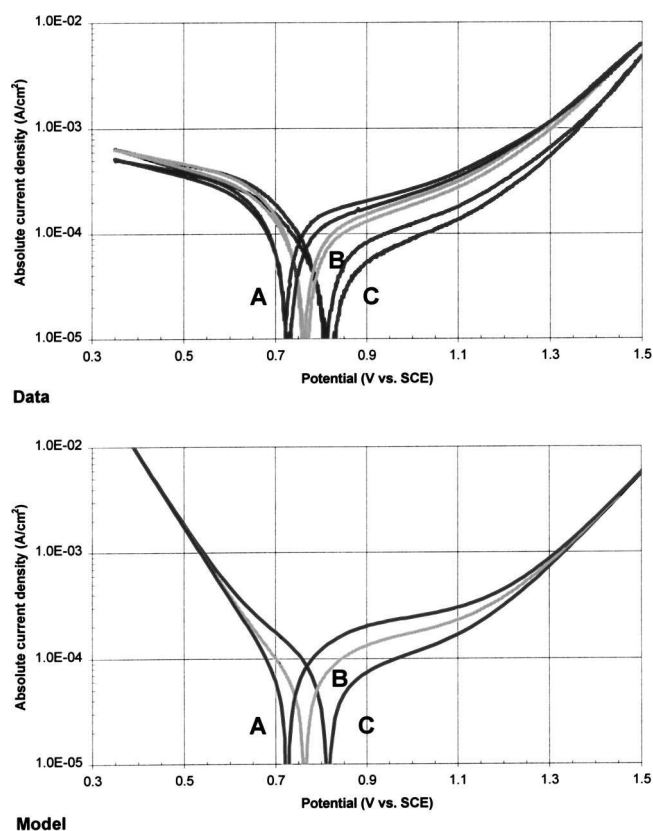 1.0E-02
1.0E-03
1.0E-04
1.0E-05
Absolute current density (A/cm²)
A
B
C
0.3 0.5 0.7 0.9 1.1 1.3 1.5
Potential (V vs. SCE)
Data
1.0E-02
1.0E-03
1.0E-04
1.0E-05
Absolute current density (A/cm²)
A
B
C
0.3 0.5 0.7 0.9 1.1 1.3 1.5
Potential (V vs. SCE)
Model